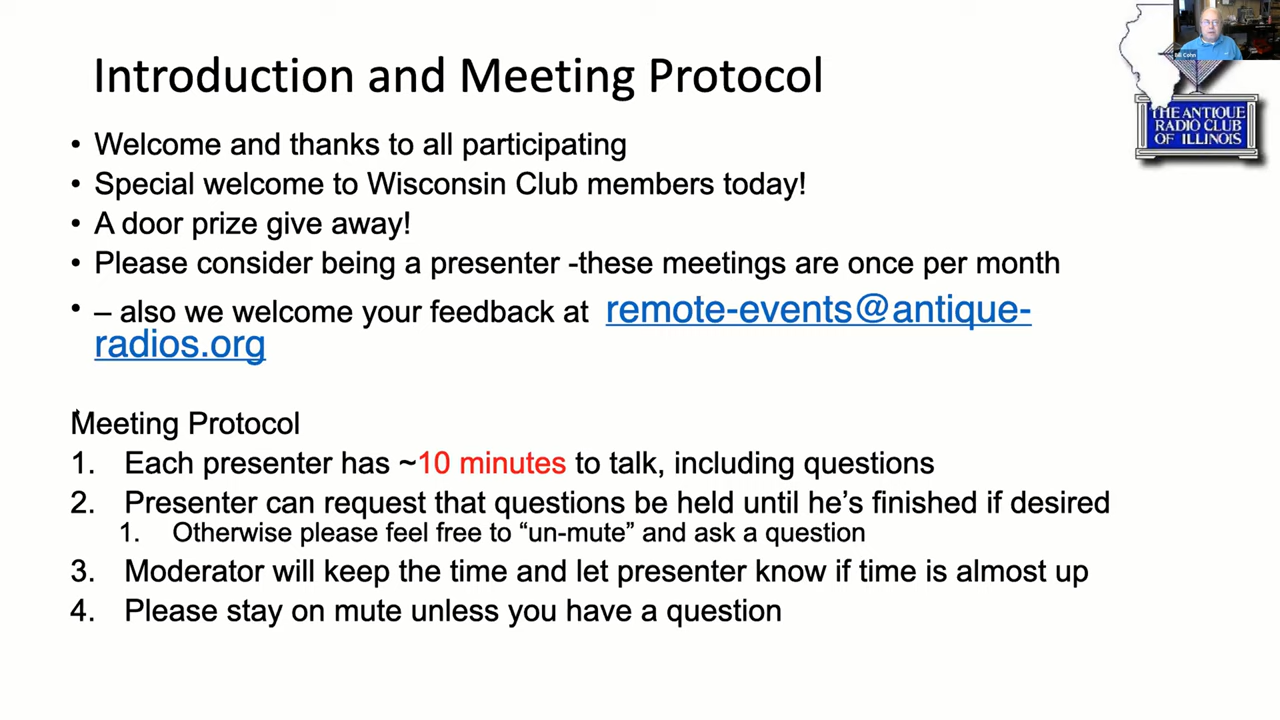 Introduction and Meeting Protocol
Bill Cohn
THE ANTIQUE
RADIO CLUB
OF ILLINOIS
• Welcome and thanks to all participating
• Special welcome to Wisconsin Club members today!
• A door prize give away!
• Please consider being a presenter -these meetings are once per month
• – also we welcome your feedback at remote-events@antique-
radios.org
Meeting Protocol
1. Each presenter has ~10 minutes to talk, including questions
2. Presenter can request that questions be held until he’s finished if desired
1. Otherwise please feel free to “un-mute” and ask a question
3. Moderator will keep the time and let presenter know if time is almost up
4. Please stay on mute unless you have a question